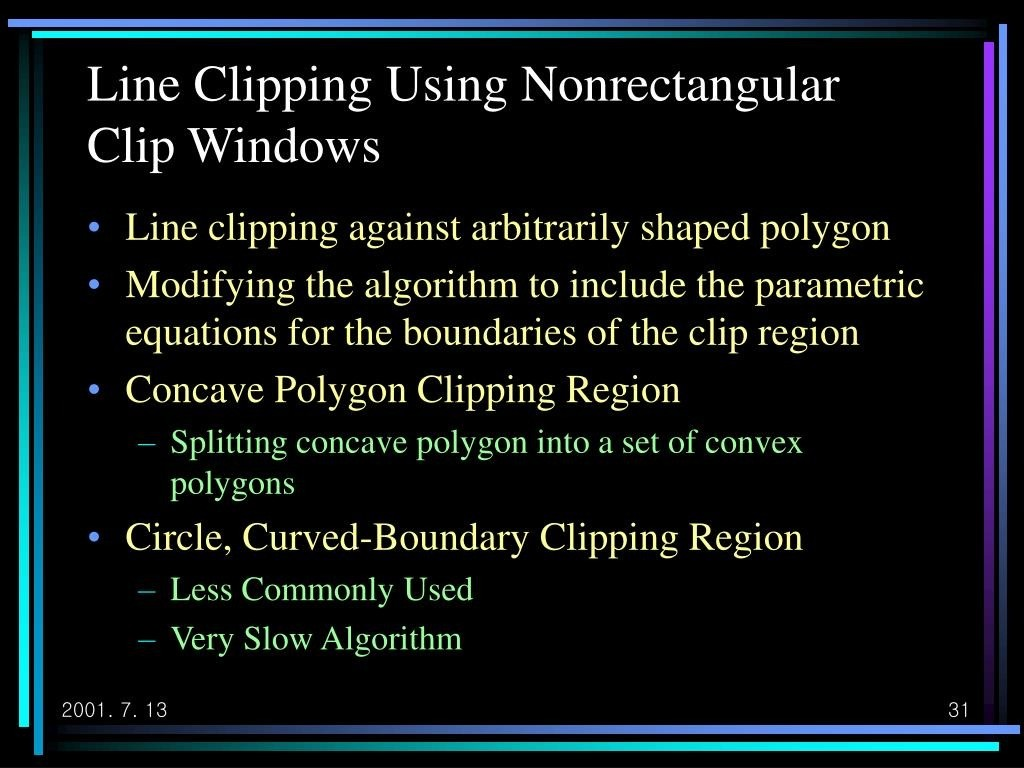 Line Clipping Using Nonrectangular
Clip Windows
• Line clipping against arbitrarily shaped polygon
• Modifying the algorithm to include the parametric
equations for the boundaries of the clip region
• Concave Polygon Clipping Region
– Splitting concave polygon into a set of convex
polygons
• Circle, Curved-Boundary Clipping Region
– Less Commonly Used
– Very Slow Algorithm
2001. 7. 13
31